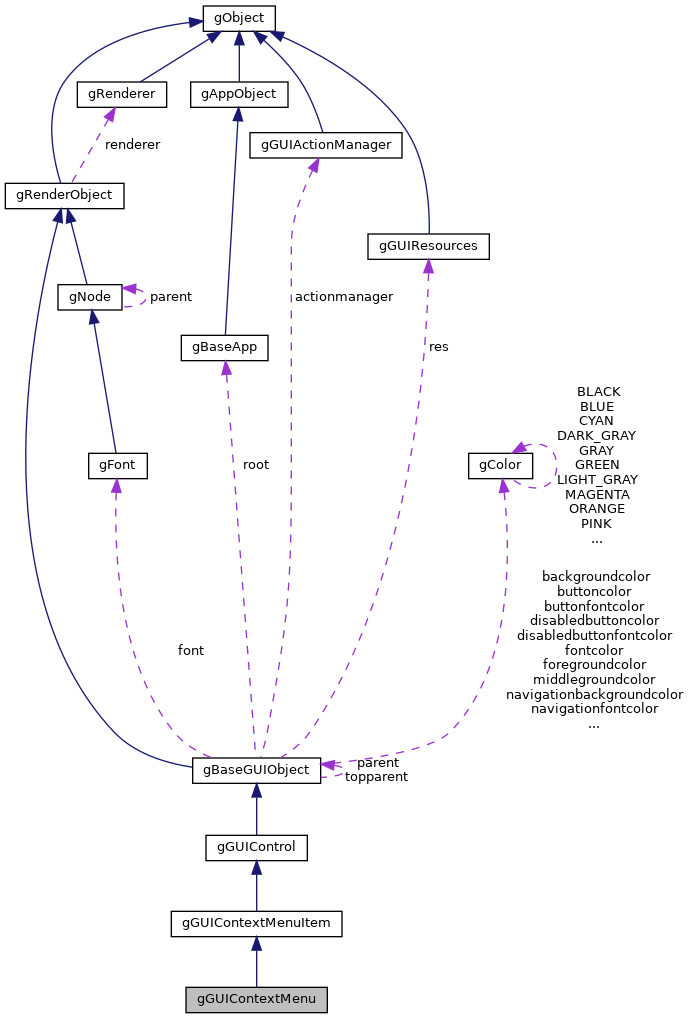 gObject
gRenderer
gAppObject
gGUIActionManager
renderer
gRenderObject
gGUIResources
gNode
parent
actionmanager
gBaseApp
res
BLACK
BLUE
CYAN
DARK_GRAY
GRAY
GREEN
LIGHT_GRAY
MAGENTA
ORANGE
PINK
...
gFont
root
gColor
backgroundcolor
buttoncolor
buttonfontcolor
disabledbuttoncolor
disabledbuttonfontcolor
fontcolor
foregroundcolor
middlegroundcolor
navigationbackgroundcolor
navigationfontcolor
...
font
gBaseGUIObject
parent
topparent
gGUIControl
gGUIContextMenuItem
gGUIContextMenu